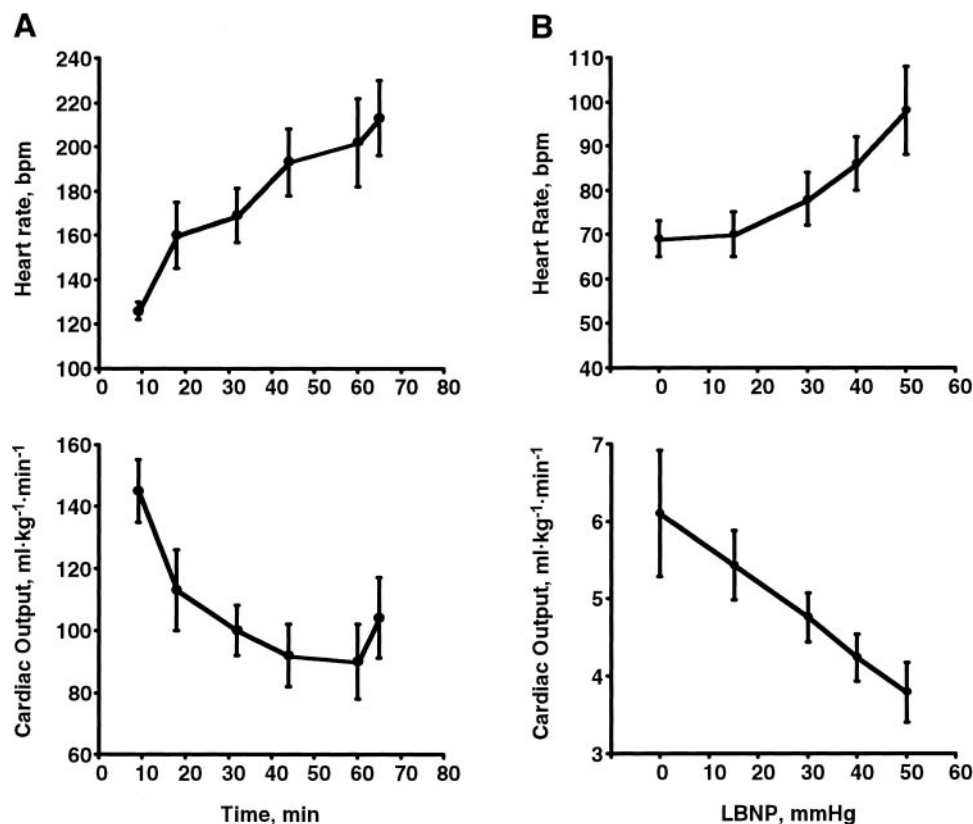 A
240
220
200
180
160
140
120
100
Heart rate, bpm
0 10 20 30 40 50 60 70 80
B
110
100
90
80
70
60
50
40
Heart Rate, bpm
0 10 20 30 40 50 60
160
140
120
100
80
60
Cardiac Output, ml·kg⁻¹·min⁻¹
0 10 20 30 40 50 60 70 80
Time, min
7
6
5
4
3
Cardiac Output, ml·kg⁻¹·min⁻¹
0 10 20 30 40 50 60
LBNP, mmHg